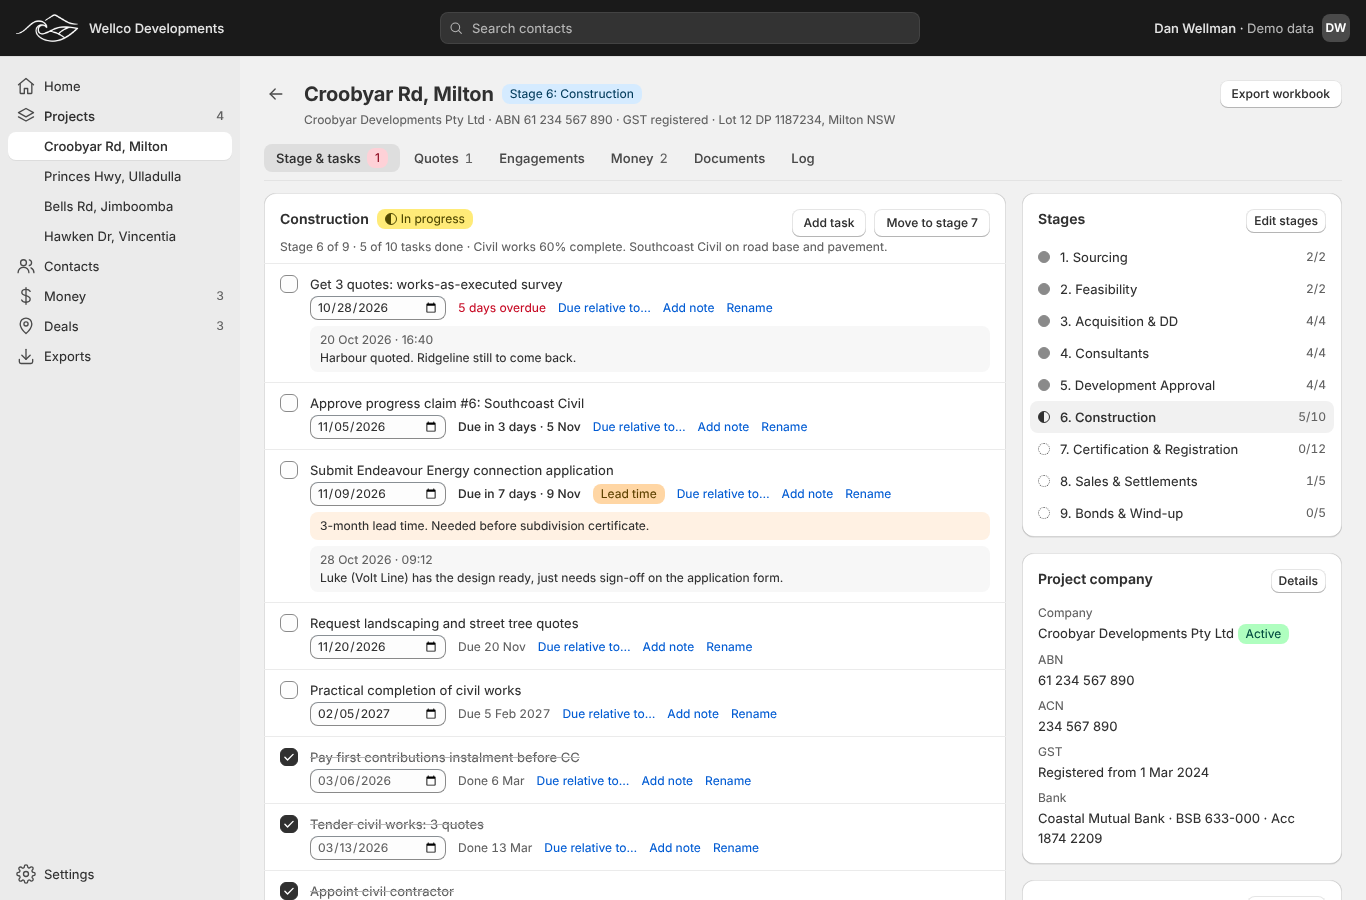 Wellco Developments
Search contacts
Dan Wellman · Demo data DW
Home
Projects 4
Croobyar Rd, Milton
Princes Hwy, Ulladulla
Bells Rd, Jimboomba
Hawken Dr, Vincentia
Contacts
Money 3
Deals 3
Exports
Settings
Croobyar Rd, Milton Stage 6: Construction
Export workbook
Croobyar Developments Pty Ltd · ABN 61 234 567 890 · GST registered · Lot 12 DP 1187234, Milton NSW
Stage & tasks 1 Quotes 1 Engagements Money 2 Documents Log
Construction In progress
Add task Move to stage 7
Stage 6 of 9 · 5 of 10 tasks done · Civil works 60% complete. Southcoast Civil on road base and pavement.
Get 3 quotes: works-as-executed survey
10/28/2026 5 days overdue Due relative to... Add note Rename
20 Oct 2026 · 16:40
Harbour quoted. Ridgeline still to come back.
Approve progress claim #6: Southcoast Civil
11/05/2026 Due in 3 days · 5 Nov Due relative to... Add note Rename
Submit Endeavour Energy connection application
11/09/2026 Due in 7 days · 9 Nov Lead time Due relative to... Add note Rename
3-month lead time. Needed before subdivision certificate.
28 Oct 2026 · 09:12
Luke (Volt Line) has the design ready, just needs sign-off on the application form.
Request landscaping and street tree quotes
11/20/2026 Due 20 Nov Due relative to... Add note Rename
Practical completion of civil works
02/05/2027 Due 5 Feb 2027 Due relative to... Add note Rename
Pay first contributions instalment before CC
03/06/2026 Done 6 Mar Due relative to... Add note Rename
Tender civil works: 3 quotes
03/13/2026 Done 13 Mar Due relative to... Add note Rename
Appoint civil contractor
Stages Edit stages
1. Sourcing 2/2
2. Feasibility 2/2
3. Acquisition & DD 4/4
4. Consultants 4/4
5. Development Approval 4/4
6. Construction 5/10
7. Certification & Registration 0/12
8. Sales & Settlements 1/5
9. Bonds & Wind-up 0/5
Project company Details
Company
Croobyar Developments Pty Ltd Active
ABN
61 234 567 890
ACN
234 567 890
GST
Registered from 1 Mar 2024
Bank
Coastal Mutual Bank · BSB 633-000 · Acc
1874 2209